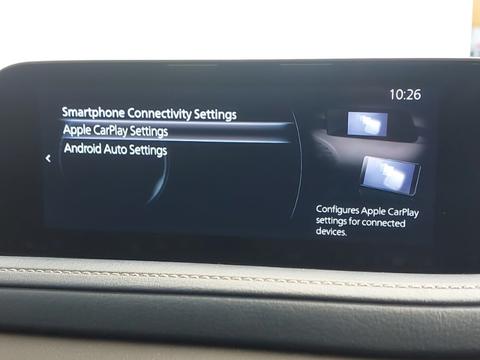 10:26
Smartphone Connectivity Settings
Apple CarPlay Settings
Android Auto Settings
Configures Apple CarPlay
settings for connected
devices.